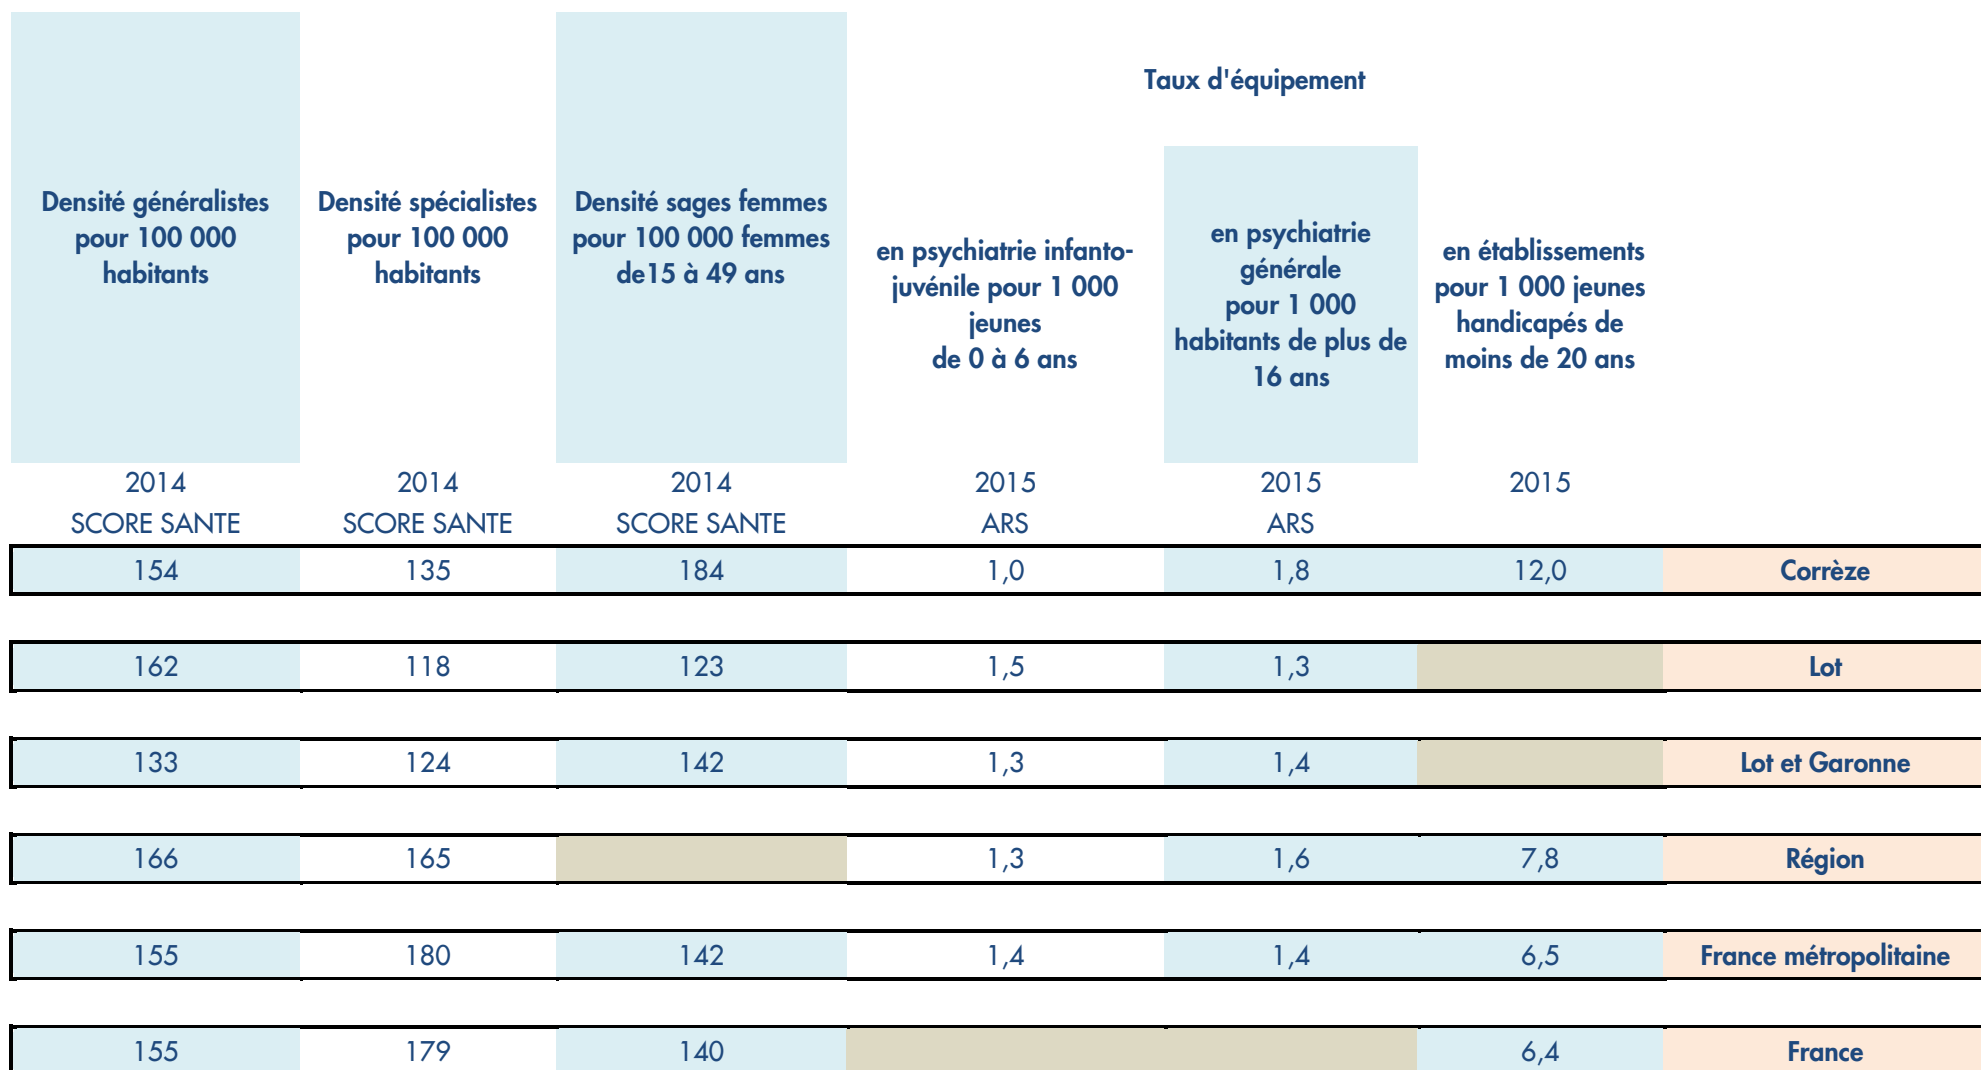 Taux d'équipement
Densité généralistes
pour 100 000
habitants
Densité spécialistes
pour 100 000
habitants
Densité sages femmes
pour 100 000 femmes
de15 à 49 ans
en psychiatrie infanto-
juvénile pour 1 000
jeunes
de 0 à 6 ans
en psychiatrie
générale
pour 1 000
habitants de plus de
16 ans
en établissements
pour 1 000 jeunes
handicapés de
moins de 20 ans
2014 2014 2014 2015 2015 2015
SCORE SANTE SCORE SANTE SCORE SANTE ARS ARS
154 135 184 1,0 1,8 12,0 Corrèze
162 118 123 1,5 1,3 Lot
133 124 142 1,3 1,4 Lot et Garonne
166 165 1,3 1,6 7,8 Région
155 180 142 1,4 1,4 6,5 France métropolitaine
155 179 140 6,4 France